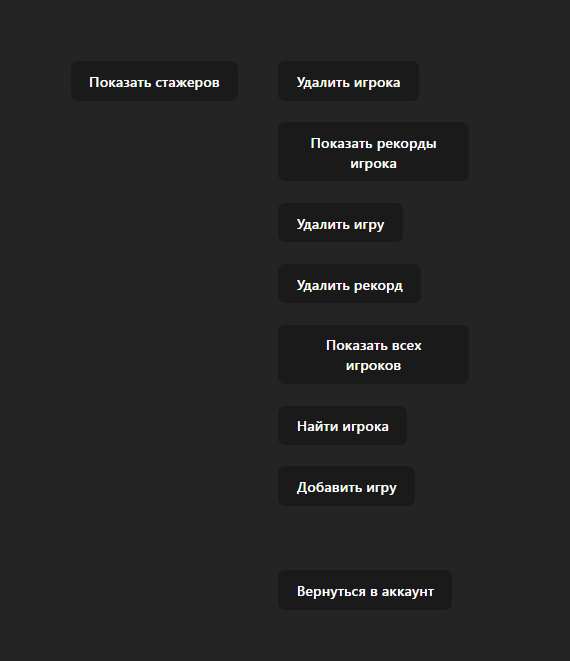 Показать стажеров
Удалить игрока
Показать рекорды
игрока
Удалить игру
Удалить рекорд
Показать всех
игроков
Найти игрока
Добавить игру
Вернуться в аккаунт